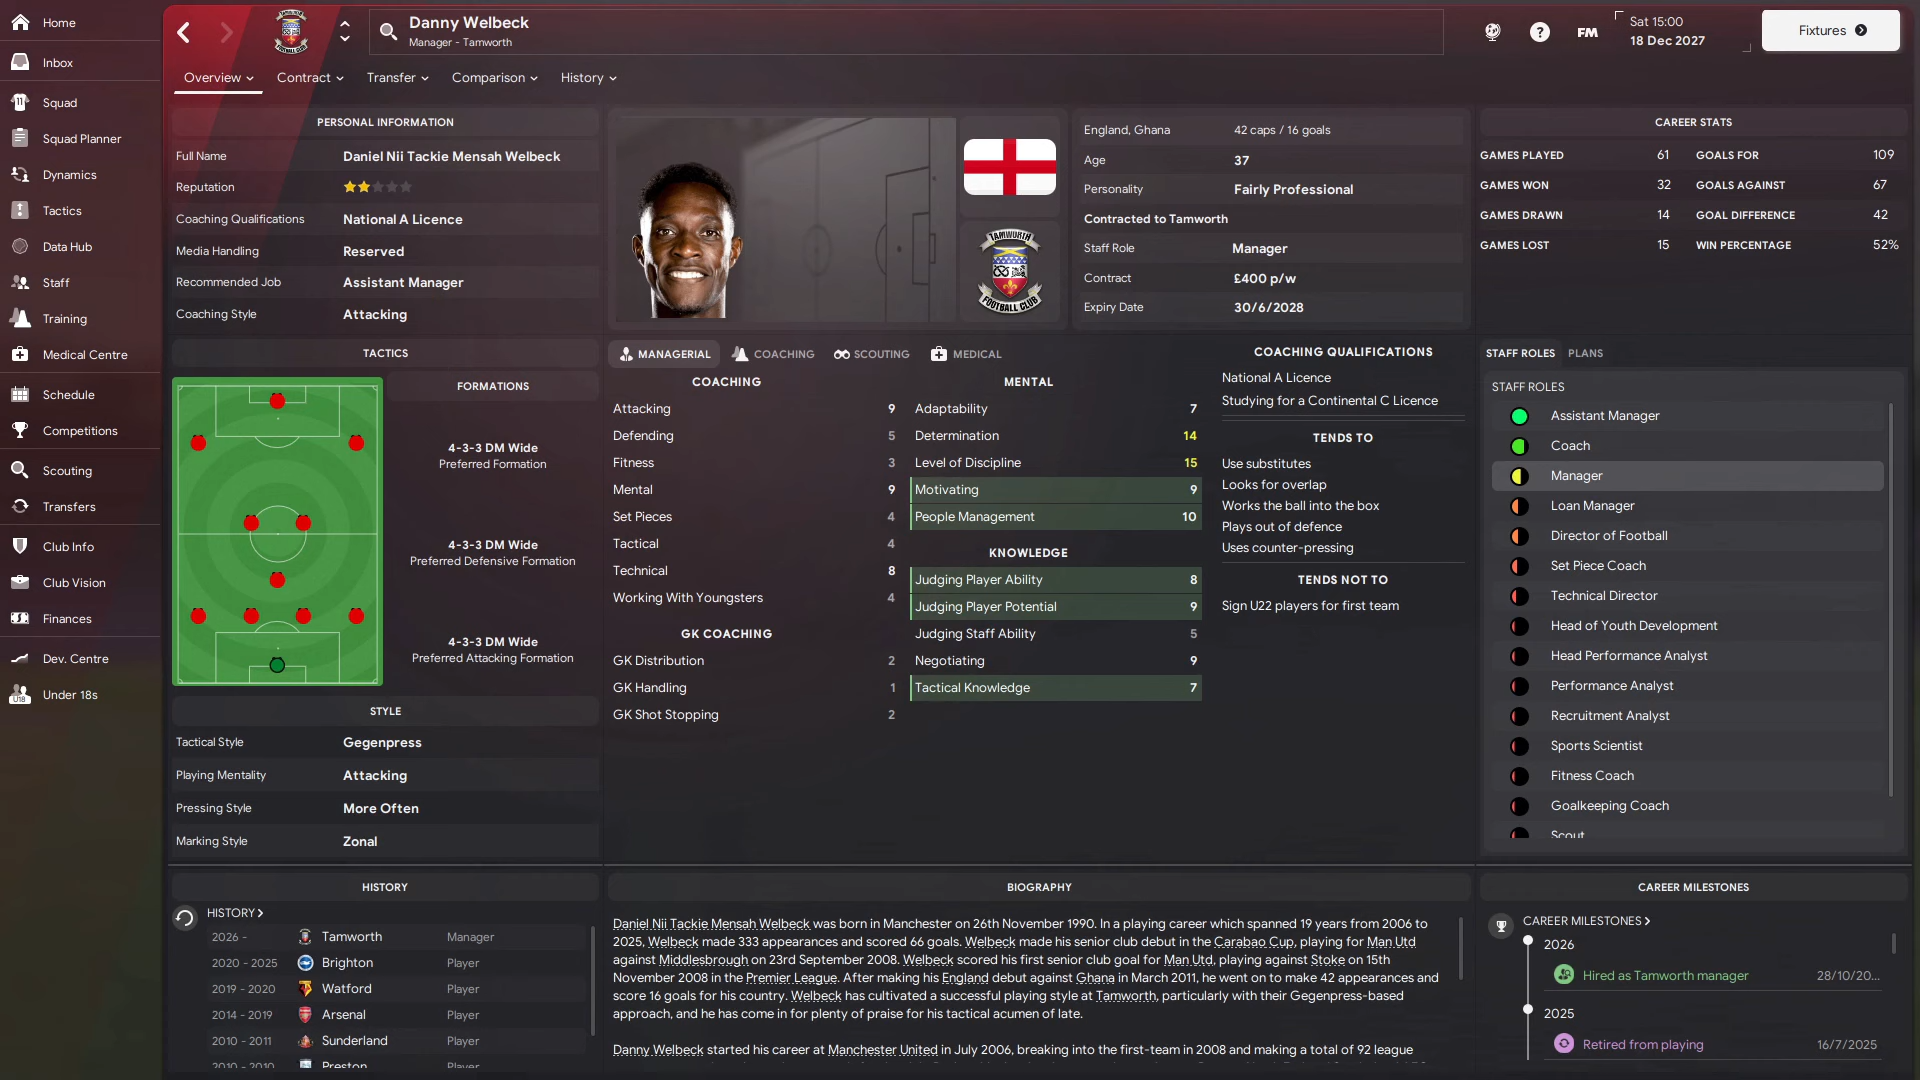 Home
Inbox
Squad
Squad Planner
Dynamics
Tactics
Data Hub
Staff
Training
Medical Centre
Schedule
Competitions
Scouting
Transfers
Club Info
Club Vision
Finances
Dev. Centre
Under 18s
Danny Welbeck
Manager - Tamworth
FM
Sat 15:00
18 Dec 2027
Fixtures
Overview
Contract
Transfer
Comparison
History
PERSONAL INFORMATION
Full Name Daniel Nii Tackie Mensah Welbeck
Reputation
Coaching Qualifications National A Licence
Media Handling Reserved
Recommended Job Assistant Manager
Coaching Style Attacking
TAMWORTH
FOOTBALL CLUB
England, Ghana 42 caps / 16 goals
Age 37
Personality Fairly Professional
Contracted to Tamworth
Staff Role Manager
Contract £400 p/w
Expiry Date 30/6/2028
CAREER STATS
GAMES PLAYED 61 GOALS FOR 109
GAMES WON 32 GOALS AGAINST 67
GAMES DRAWN 14 GOAL DIFFERENCE 42
GAMES LOST 15 WIN PERCENTAGE 52%
TACTICS
FORMATIONS
4-3-3 DM Wide
Preferred Formation
4-3-3 DM Wide
Preferred Defensive Formation
4-3-3 DM Wide
Preferred Attacking Formation
STYLE
Tactical Style Gegenpress
Playing Mentality Attacking
Pressing Style More Often
Marking Style Zonal
MANAGERIAL
COACHING
SCOUTING
MEDICAL
COACHING
Attacking 9
Defending 5
Fitness 3
Mental 9
Set Pieces 4
Tactical 4
Technical 8
Working With Youngsters 4
GK COACHING
GK Distribution 2
GK Handling 1
GK Shot Stopping 2
MENTAL
Adaptability 7
Determination 14
Level of Discipline 15
Motivating 9
People Management 10
KNOWLEDGE
Judging Player Ability 8
Judging Player Potential 9
Judging Staff Ability 5
Negotiating 9
Tactical Knowledge 7
COACHING QUALIFICATIONS
National A Licence
Studying for a Continental C Licence
TENDS TO
Use substitutes
Looks for overlap
Works the ball into the box
Plays out of defence
Uses counter-pressing
TENDS NOT TO
Sign U22 players for first team
STAFF ROLES
PLANS
STAFF ROLES
Assistant Manager
Coach
Manager
Loan Manager
Director of Football
Set Piece Coach
Technical Director
Head of Youth Development
Head Performance Analyst
Performance Analyst
Recruitment Analyst
Sports Scientist
Fitness Coach
Goalkeeping Coach
Scout
HISTORY
HISTORY
2026 - Tamworth Manager
2020 - 2025 Brighton Player
2019 - 2020 Watford Player
2014 - 2019 Arsenal Player
2010 - 2011 Sunderland Player
2010 - 2010 Preston Player
BIOGRAPHY
Daniel Nii Tackie Mensah Welbeck was born in Manchester on 26th November 1990. In a playing career which spanned 19 years from 2006 to
2025, Welbeck made 333 appearances and scored 66 goals. Welbeck made his senior club debut in the Carabao Cup, playing for Man Utd
against Middlesbrough on 23rd September 2008. Welbeck scored his first senior club goal for Man Utd, playing against Stoke on 15th
November 2008 in the Premier League. After making his England debut against Ghana in March 2011, he went on to make 42 appearances and
score 16 goals for his country. Welbeck has cultivated a successful playing style at Tamworth, particularly with their Gegenpress-based
approach, and he has come in for plenty of praise for his tactical acumen of late.
Danny Welbeck started his career at Manchester United in July 2006, breaking into the first-team in 2008 and making a total of 92 league
CAREER MILESTONES
CAREER MILESTONES
2026
Hired as Tamworth manager 28/10/20...
2025
Retired from playing 16/7/2025